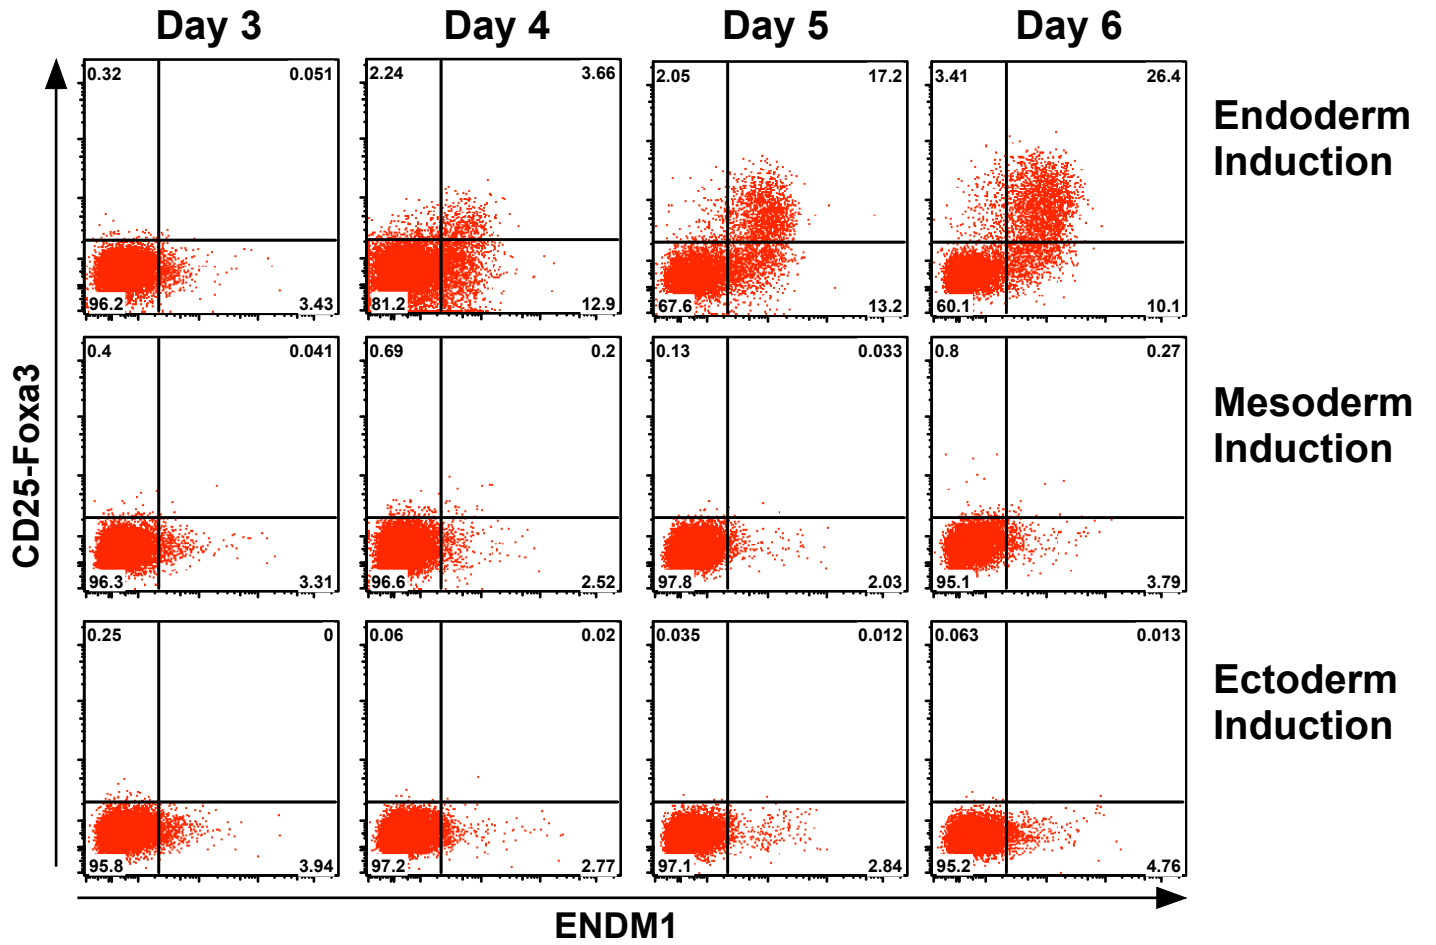 Day 3
Day 4
Day 5
Day 6
0.32 0.051
2.24 3.66
2.05 17.2
3.41 26.4
Endoderm
Induction
96.2 3.43
81.2 12.9
67.6 13.2
60.1 10.1
0.4 0.041
0.69 0.2
0.13 0.033
0.8 0.27
Mesoderm
Induction
CD25-Foxa3
96.3 3.31
96.6 2.52
97.8 2.03
95.1 3.79
0.25 0
0.06 0.02
0.035 0.012
0.063 0.013
Ectoderm
Induction
95.8 3.94
97.2 2.77
97.1 2.84
95.2 4.76
ENDM1